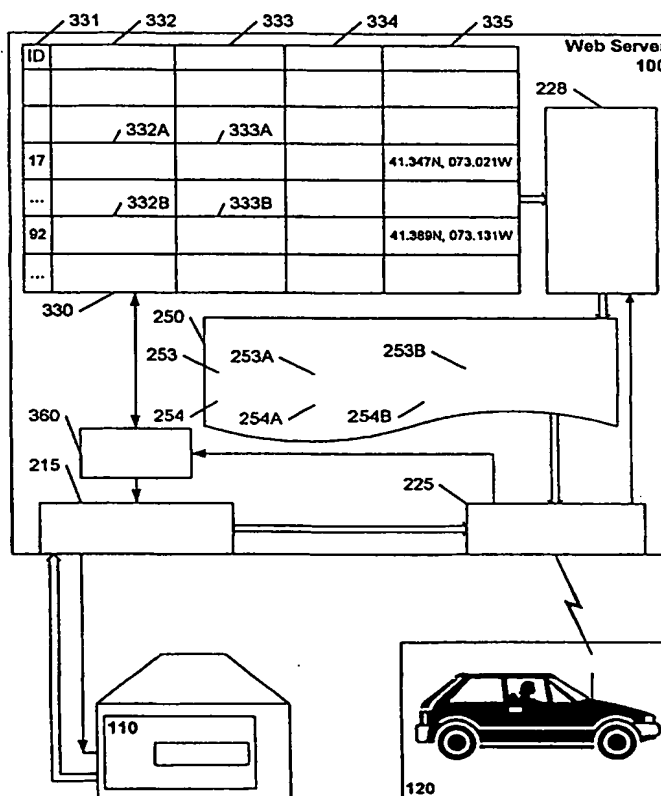 331 332 333 334 335
ID
Web Server
100
228
332A 333A
17 41.347N, 073.021W
...
332B 333B
92 41.389N, 073.131W
...
330
250
253 253A 253B
254 254A 254B
360
215 225
110
120